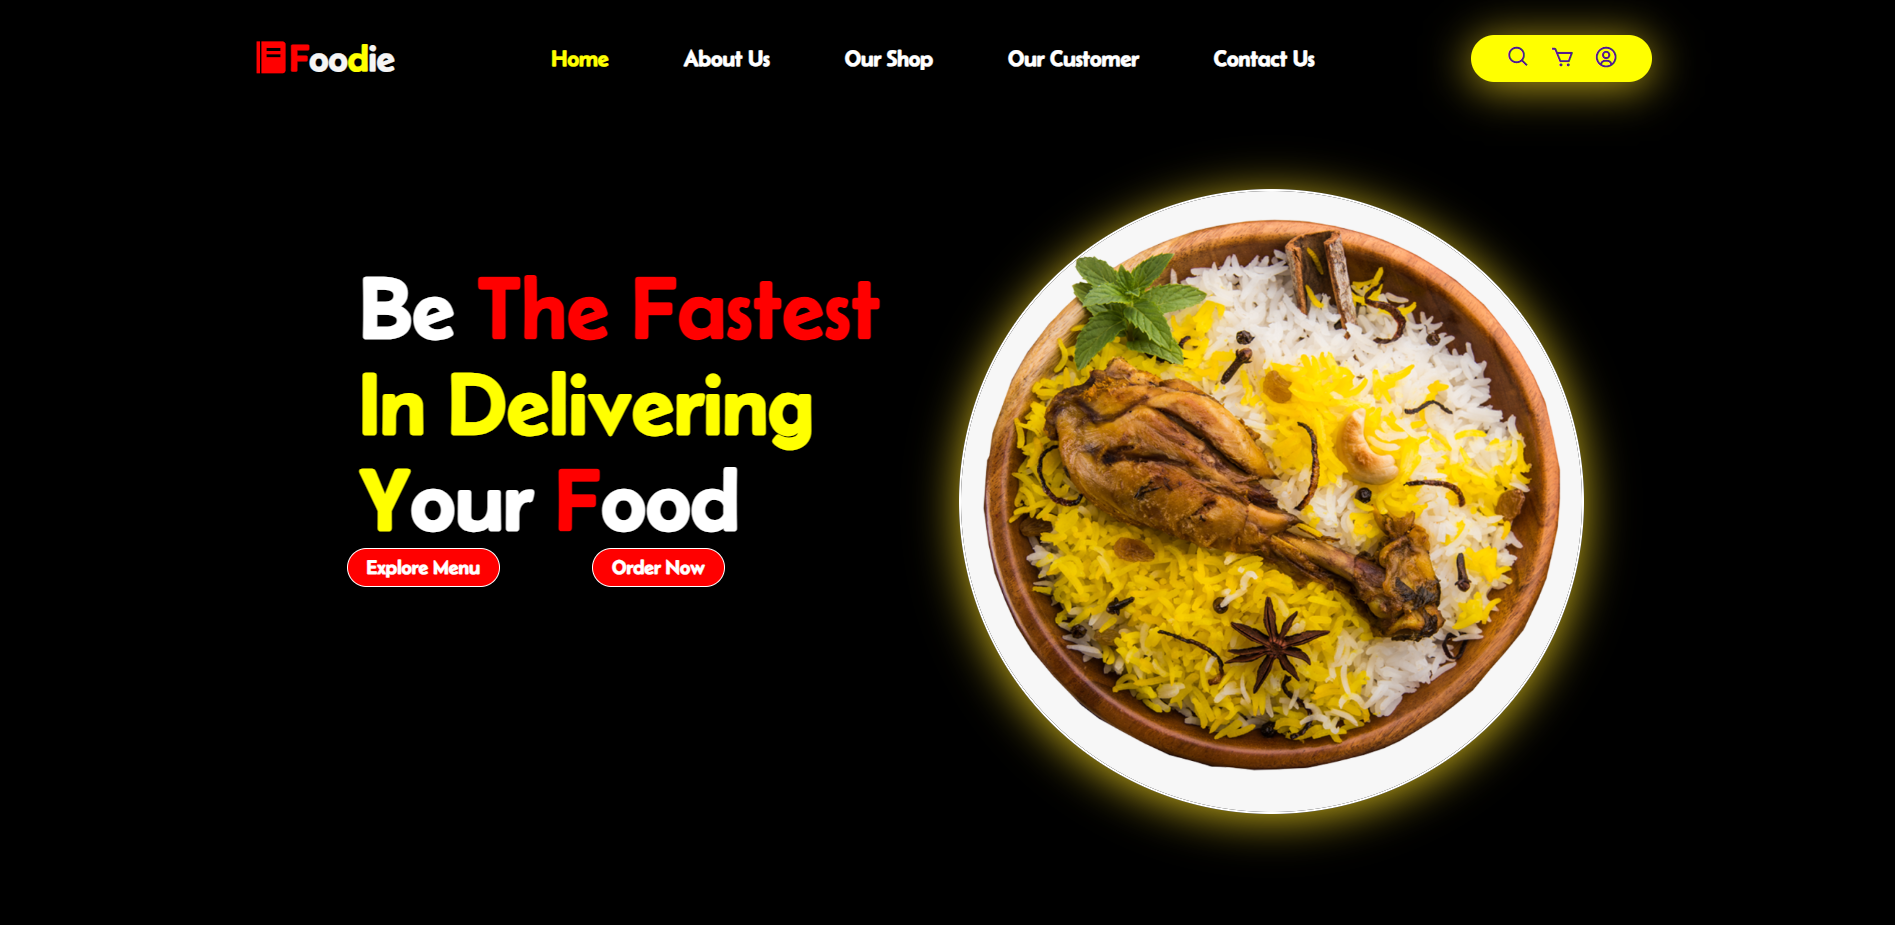 Foodie
Home
About Us
Our Shop
Our Customer
Contact Us
Be The Fastest
In Delivering
Your Food
Explore Menu
Order Now